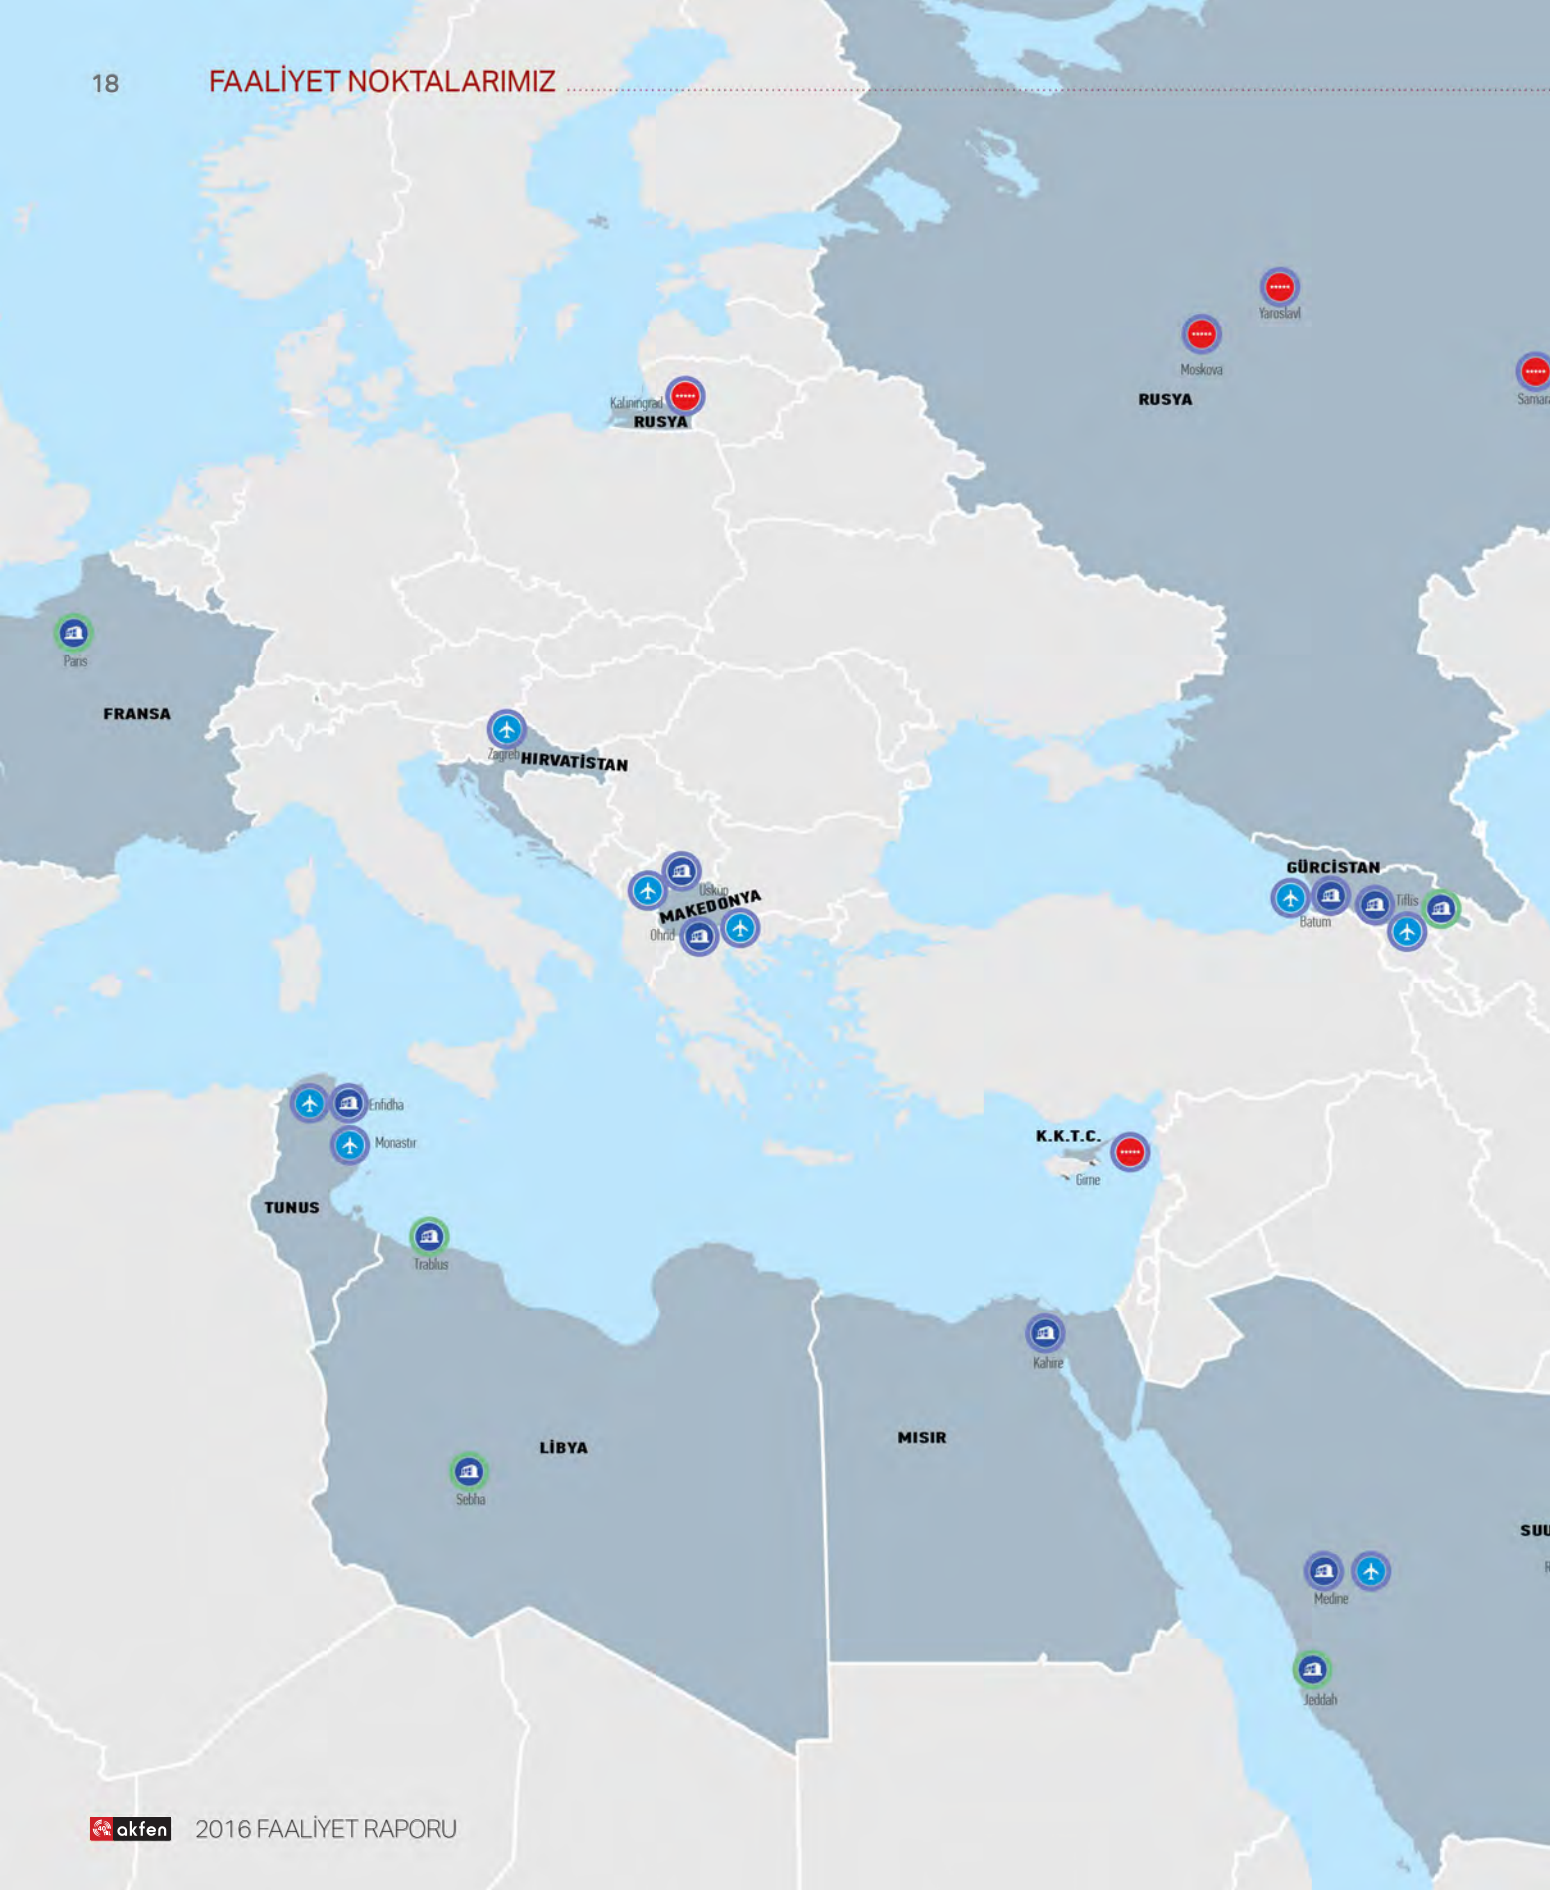 18
FAALİYET NOKTALARIMIZ
Yaroslavl
Moskova
RUSYA
Samara
Kaliningrad
RUSYA
Paris
FRANSA
Zagreb
HIRVATİSTAN
Üsküp
MAKEDONYA
Ohrid
GÜRCİSTAN
Tiflis
Batum
Enfidha
Monastır
TUNUS
K.K.T.C.
Girne
Trablus
Kahire
LİBYA
MISIR
Sebha
SUU
R
Medine
Jeddah
akfen
2016 FAALİYET RAPORU